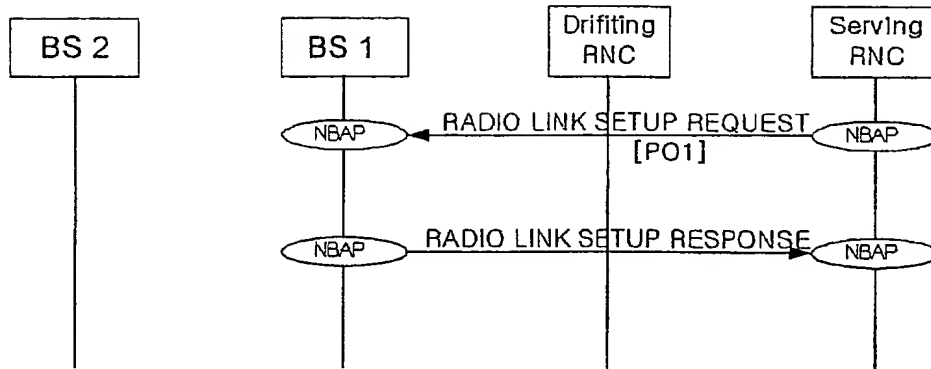 BS 2
BS 1
Drifiting
RNC
Serving
RNC
NBAP
RADIO LINK SETUP REQUEST
[PO1]
NBAP
NBAP
RADIO LINK SETUP RESPONSE
NBAP